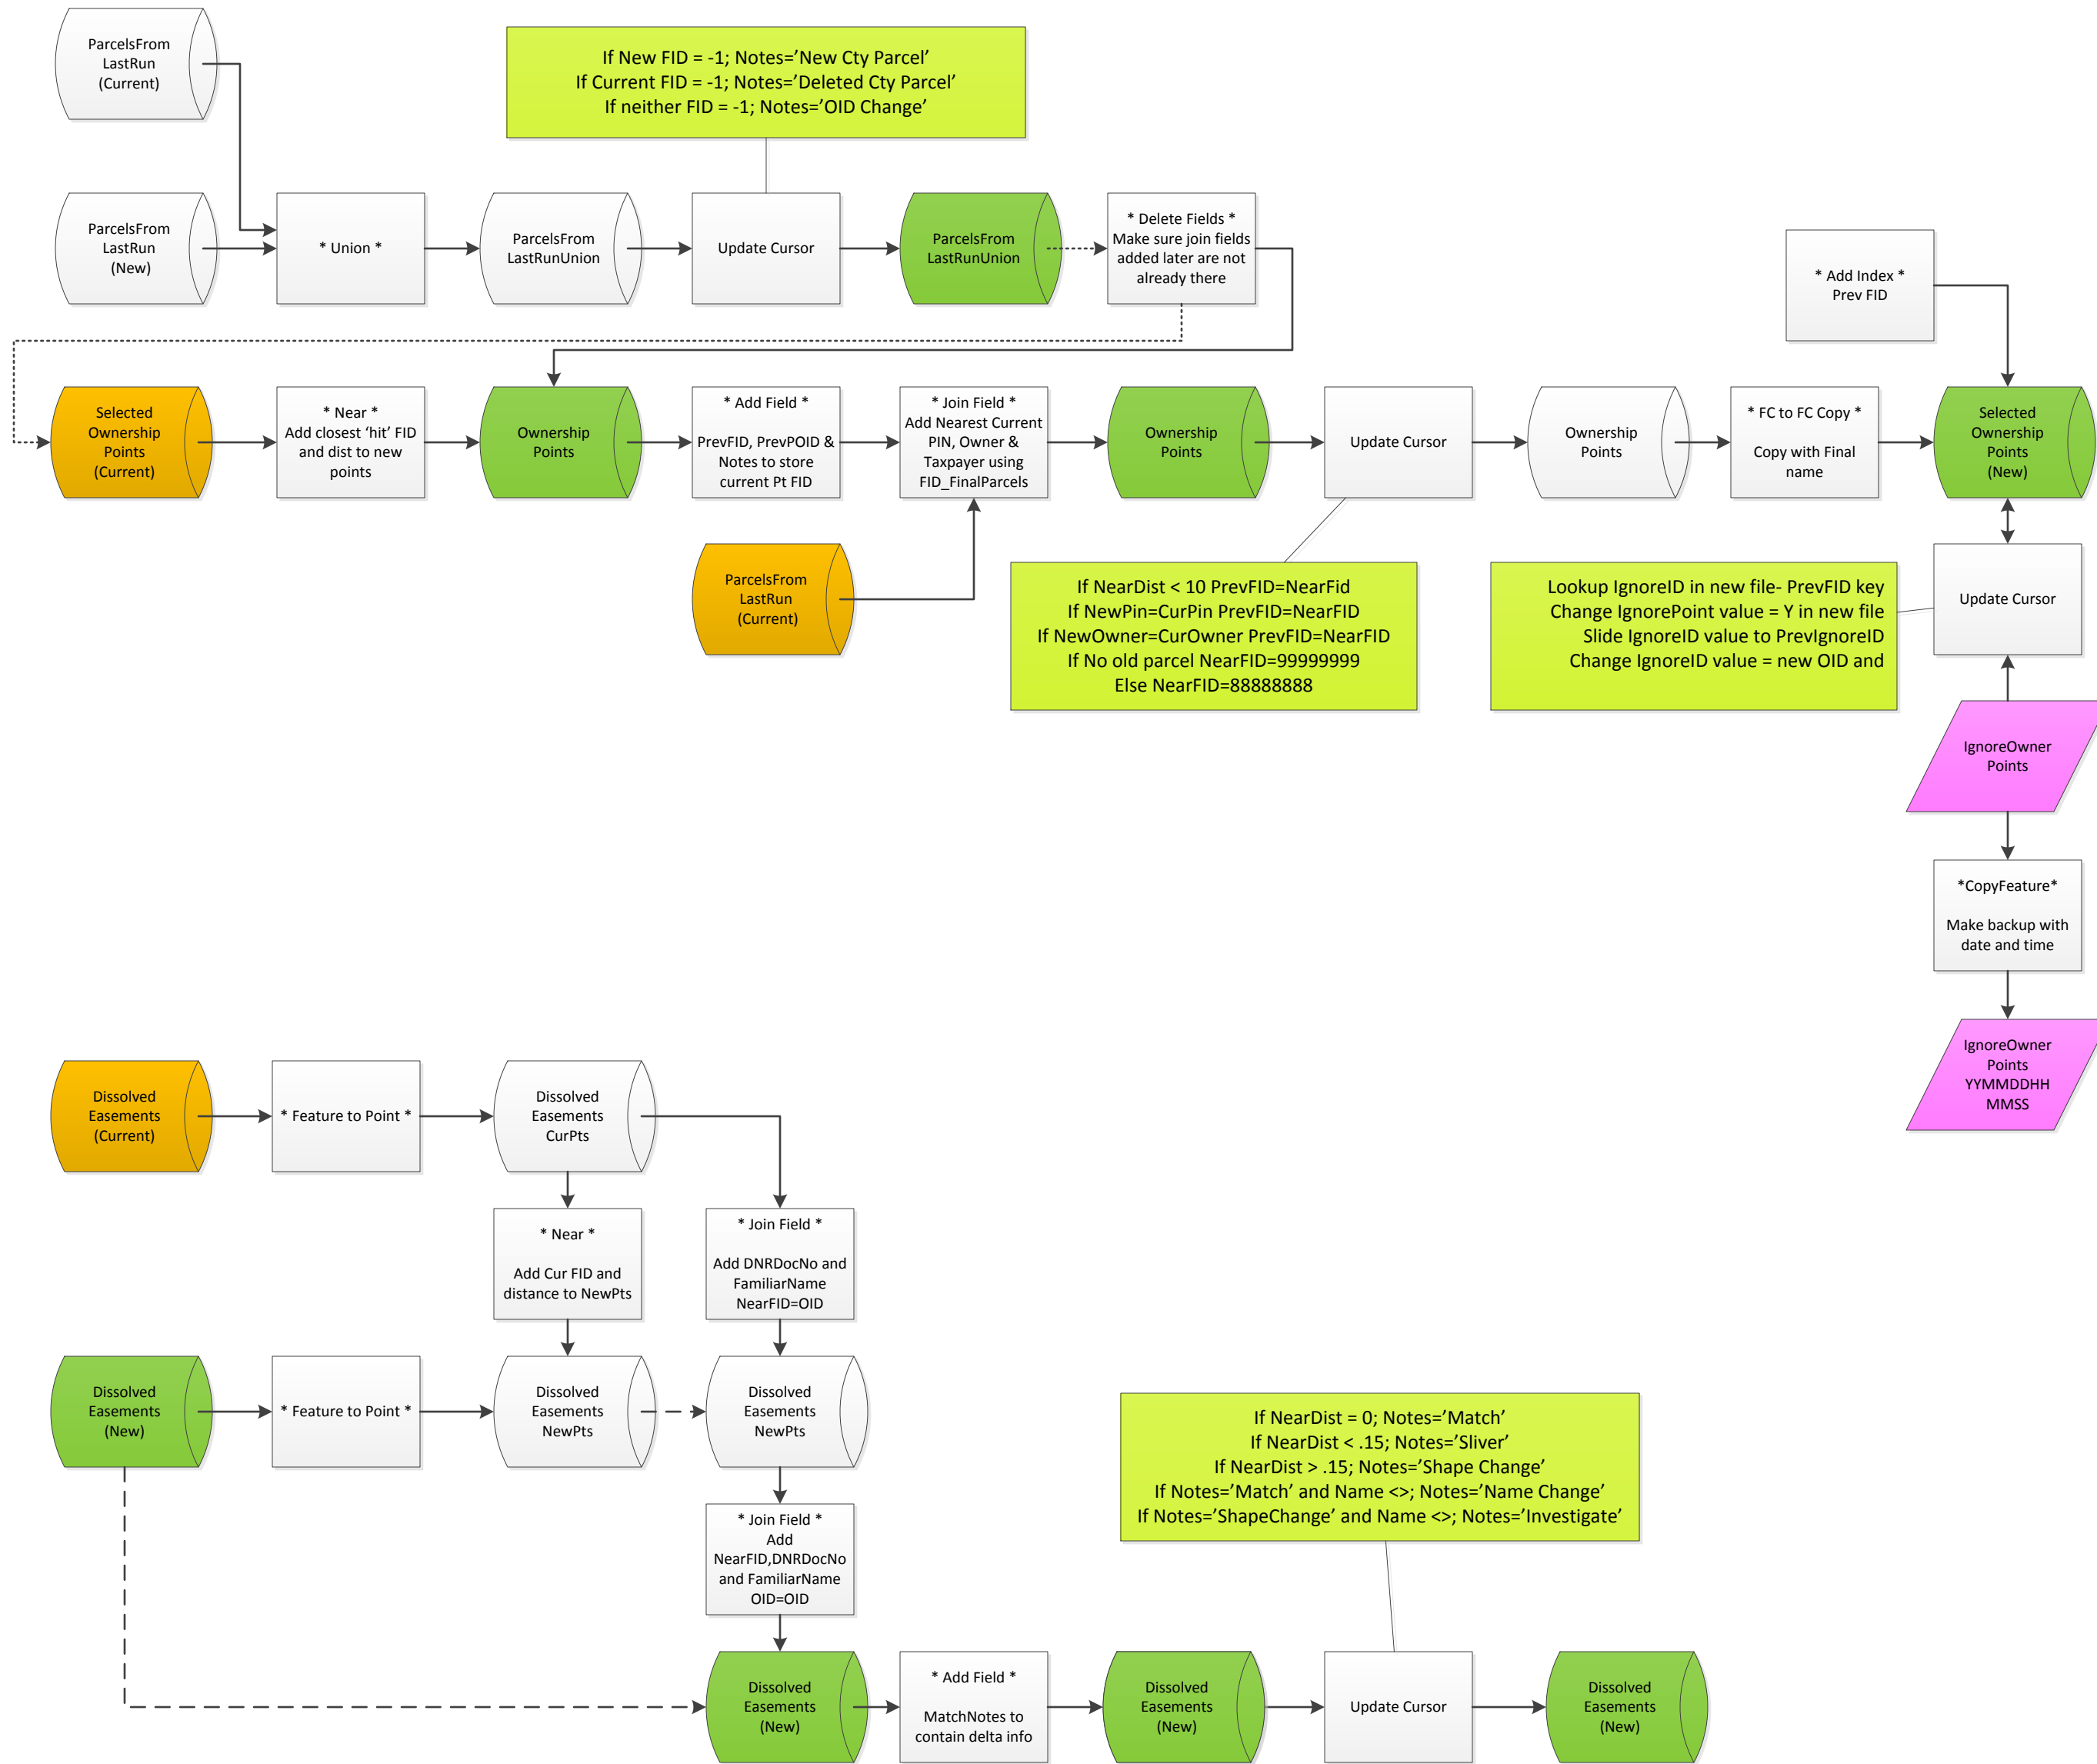 ParcelsFrom
LastRun
(Current)
If New FID = -1; Notes=’New Cty Parcel’
If Current FID = -1; Notes=’Deleted Cty Parcel’
If neither FID = -1; Notes=’OID Change’
ParcelsFrom
LastRun
(New)
* Union *
ParcelsFrom
LastRunUnion
Update Cursor
ParcelsFrom
LastRunUnion
* Delete Fields *
Make sure join fields
added later are not
already there
* Add Index *
Prev FID
Selected
Ownership
Points
(Current)
* Near *
Add closest ‘hit’ FID
and dist to new
points
Ownership
Points
* Add Field *
PrevFID, PrevPOID &
Notes to store
current Pt FID
* Join Field *
Add Nearest Current
PIN, Owner &
Taxpayer using
FID_FinalParcels
Ownership
Points
Update Cursor
Ownership
Points
* FC to FC Copy *
Copy with Final
name
Selected
Ownership
Points
(New)
ParcelsFrom
LastRun
(Current)
If NearDist < 10 PrevFID=NearFid
If NewPin=CurPin PrevFID=NearFID
If NewOwner=CurOwner PrevFID=NearFID
If No old parcel NearFID=99999999
Else NearFID=88888888
Lookup IgnoreID in new file- PrevFID key
Change IgnorePoint value = Y in new file
Slide IgnoreID value to PrevIgnoreID
Change IgnoreID value = new OID and
Update Cursor
IgnoreOwner
Points
*CopyFeature*
Make backup with
date and time
IgnoreOwner
Points
YYMMDDHH
MMSS
Dissolved
Easements
(Current)
* Feature to Point *
Dissolved
Easements
CurPts
* Near *
Add Cur FID and
distance to NewPts
* Join Field *
Add DNRDocNo and
FamiliarName
NearFID=OID
Dissolved
Easements
(New)
* Feature to Point *
Dissolved
Easements
NewPts
Dissolved
Easements
NewPts
If NearDist = 0; Notes=’Match’
If NearDist < .15; Notes=’Sliver’
If NearDist > .15; Notes=’Shape Change’
If Notes=’Match’ and Name <>; Notes=’Name Change’
If Notes=’ShapeChange’ and Name <>; Notes=’Investigate’
* Join Field *
Add
NearFID,DNRDocNo
and FamiliarName
OID=OID
Dissolved
Easements
(New)
* Add Field *
MatchNotes to
contain delta info
Dissolved
Easements
(New)
Update Cursor
Dissolved
Easements
(New)